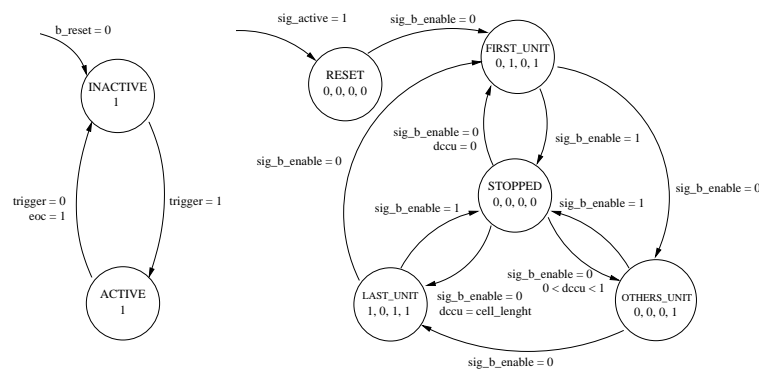 b_reset = 0
INACTIVE
1
trigger = 0
eoc = 1
trigger = 1
ACTIVE
1
sig_active = 1
sig_b_enable = 0
RESET
0, 0, 0, 0
FIRST_UNIT
0, 1, 0, 1
sig_b_enable = 0
dccu = 0
sig_b_enable = 1
sig_b_enable = 0
STOPPED
0, 0, 0, 0
sig_b_enable = 0
sig_b_enable = 1
sig_b_enable = 1
sig_b_enable = 0
0 < dccu < 1
LAST_UNIT
1, 0, 1, 1
sig_b_enable = 0
dccu = cell_lenght
OTHERS_UNIT
0, 0, 0, 1
sig_b_enable = 0